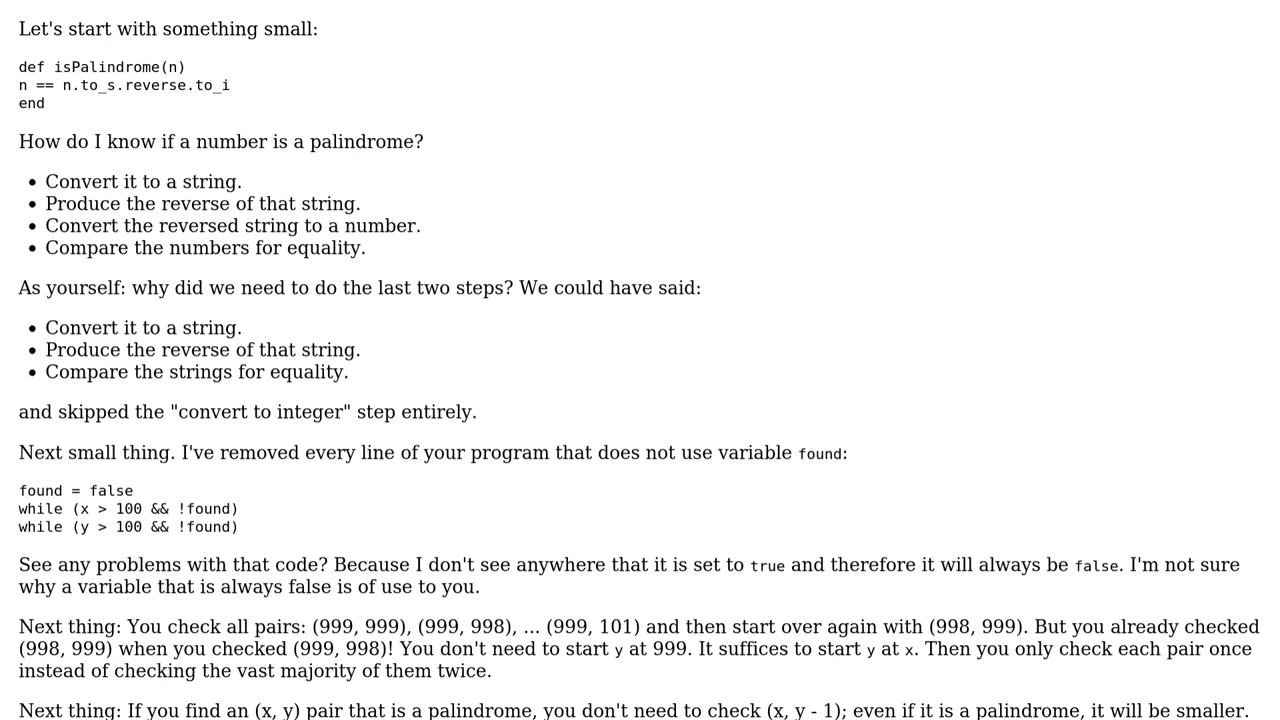 Let's start with something small:
def isPalindrome(n)
n == n.to_s.reverse.to_i
end
How do I know if a number is a palindrome?
• Convert it to a string.
• Produce the reverse of that string.
• Convert the reversed string to a number.
• Compare the numbers for equality.
As yourself: why did we need to do the last two steps? We could have said:
• Convert it to a string.
• Produce the reverse of that string.
• Compare the strings for equality.
and skipped the "convert to integer" step entirely.
Next small thing. I've removed every line of your program that does not use variable found:
found = false
while (x > 100 && !found)
while (y > 100 && !found)
See any problems with that code? Because I don't see anywhere that it is set to true and therefore it will always be false. I'm not sure
why a variable that is always false is of use to you.
Next thing: You check all pairs: (999, 999), (999, 998), ... (999, 101) and then start over again with (998, 999). But you already checked
(998, 999) when you checked (999, 998)! You don't need to start y at 999. It suffices to start y at x. Then you only check each pair once
instead of checking the vast majority of them twice.
Next thing: If you find an (x, y) pair that is a palindrome, you don't need to check (x, y - 1); even if it is a palindrome, it will be smaller.